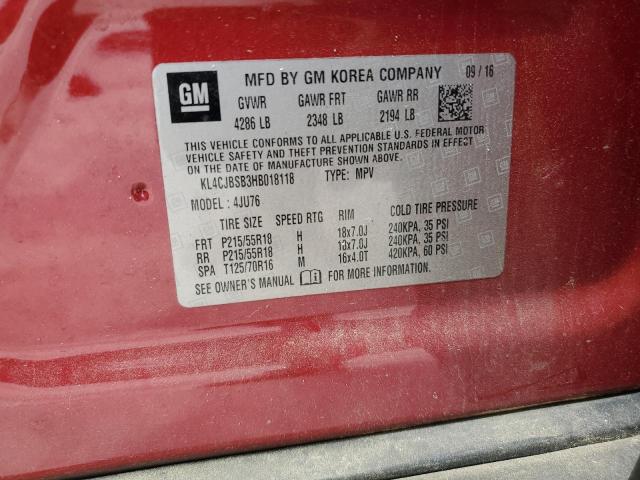 GM
MFD BY GM KOREA COMPANY 09 / 16
GVWR GAWR FRT GAWR RR
4286 LB 2348 LB 2194 LB
THIS VEHICLE CONFORMS TO ALL APPLICABLE U.S. FEDERAL MOTOR
VEHICLE SAFETY AND THEFT PREVENTION STANDARDS IN EFFECT
ON THE DATE OF MANUFACTURE SHOWN ABOVE.
KL4CJBSB3HB018118 TYPE: MPV
MODEL : 4JU76
TIRE SIZE SPEED RTG RIM COLD TIRE PRESSURE
FRT P215/55R18 H 18x7.0J 240KPA, 35 PSI
RR P215/55R18 H 18x7.0J 240KPA, 35 PSI
SPA T125/70R16 M 16x4.0T 420KPA, 60 PSI
SEE OWNER'S MANUAL FOR MORE INFORMATION.